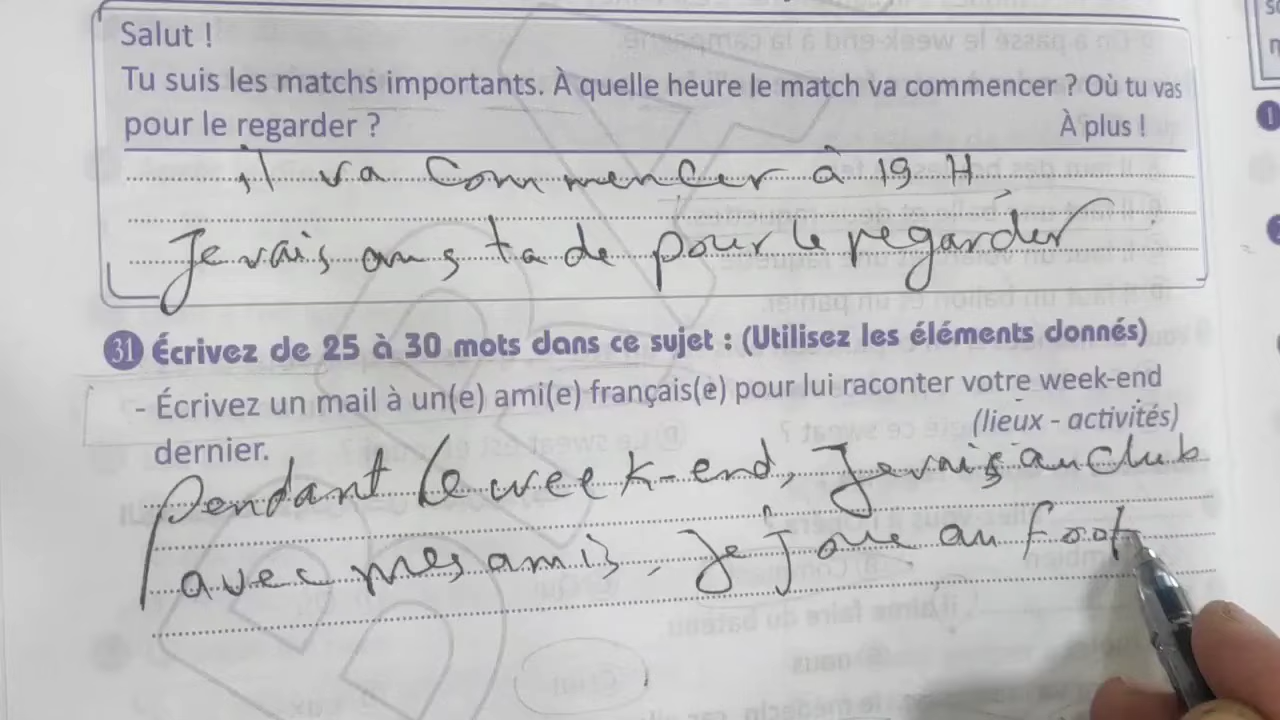 Salut !
Tu suis les matchs importants. À quelle heure le match va commencer ? Où tu vas
pour le regarder ?
À plus !
il va commencer à 19 H
Je vais au stade pour le regarder
31 Écrivez de 25 à 30 mots dans ce sujet : (Utilisez les éléments donnés)
- Écrivez un mail à un(e) ami(e) français(e) pour lui raconter votre week-end
dernier.
(lieux - activités)
Pendant le week-end, Je vais au club
avec mes amis, Je joue au foot